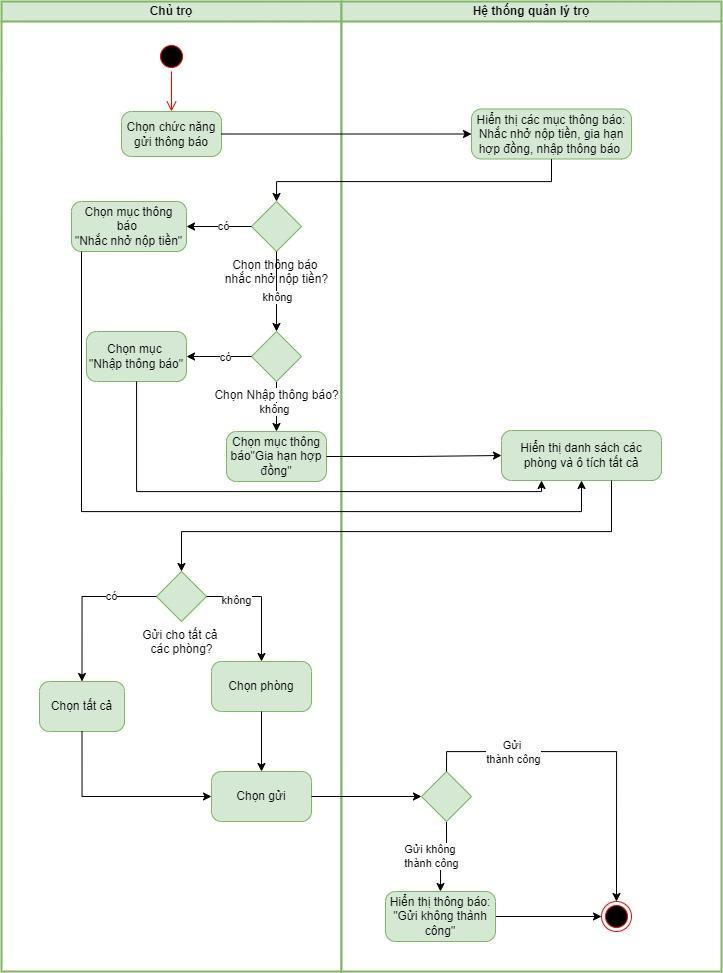 Chủ trọ
Hệ thống quản lý trọ
Chọn chức năng
gửi thông báo
Hiển thị các mục thông báo:
Nhắc nhở nộp tiền, gia hạn
hợp đồng, nhập thông báo
Chọn mục thông
báo
"Nhắc nhở nộp tiền"
có
Chọn thông báo
nhắc nhở nộp tiền?
không
Chọn mục
"Nhập thông báo"
có
Chọn Nhập thông báo?
không
Chọn mục thông
báo"Gia hạn hợp
đồng"
Hiển thị danh sách các
phòng và ô tích tất cả
có
không
Gửi cho tất cả
các phòng?
Chọn tất cả
Chọn phòng
Chọn gửi
Gửi
thành công
Gửi không
thành công
Hiển thị thông báo:
"Gửi không thành
công"